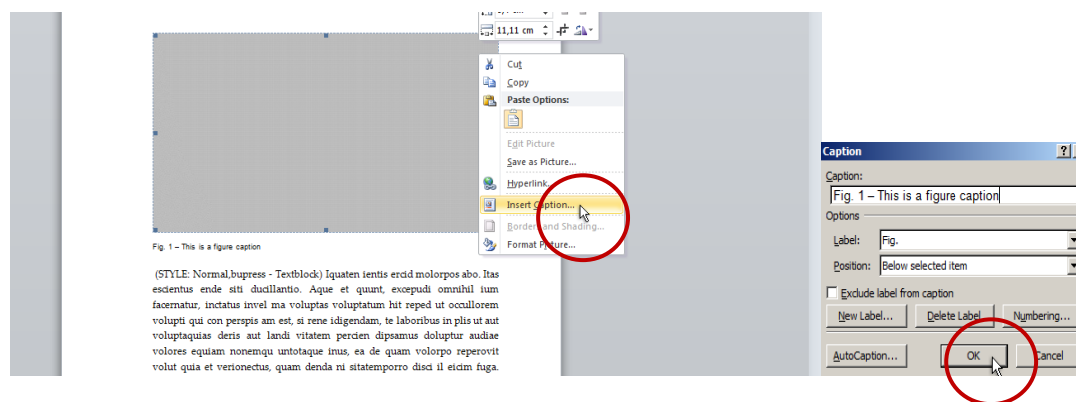 11,11 cm
Cut
Copy
Paste Options:
Edit Picture
Save as Picture...
Hyperlink...
Insert Caption...
Borders and Shading...
Format Picture...
Fig. 1 – This is a figure caption
(STYLE: Normal,bupress - Textblock) Iquaten ientis ercid molorpos abo. Itas
escientus ende siti ducillantio. Aque et quunt, excepudi omnihil ium
facernatur, inctatus invel ma voluptas voluptatum hit reped ut occullorem
volupti qui con perspis am est, si rene idigendam, te laboribus in plis ut aut
voluptaquias deris aut landi vitatem percien dipsamus doluptur audiae
volores equiam nonemqu untotaque inus, ea de quam volorpo reperovit
volut quia et verionectus, quam denda ni sitatemporro disci il eicim fuga.
Caption
Caption:
Fig. 1 – This is a figure caption
Options
Label: Fig.
Position: Below selected item
Exclude label from caption
New Label... Delete Label Numbering...
AutoCaption... OK Cancel